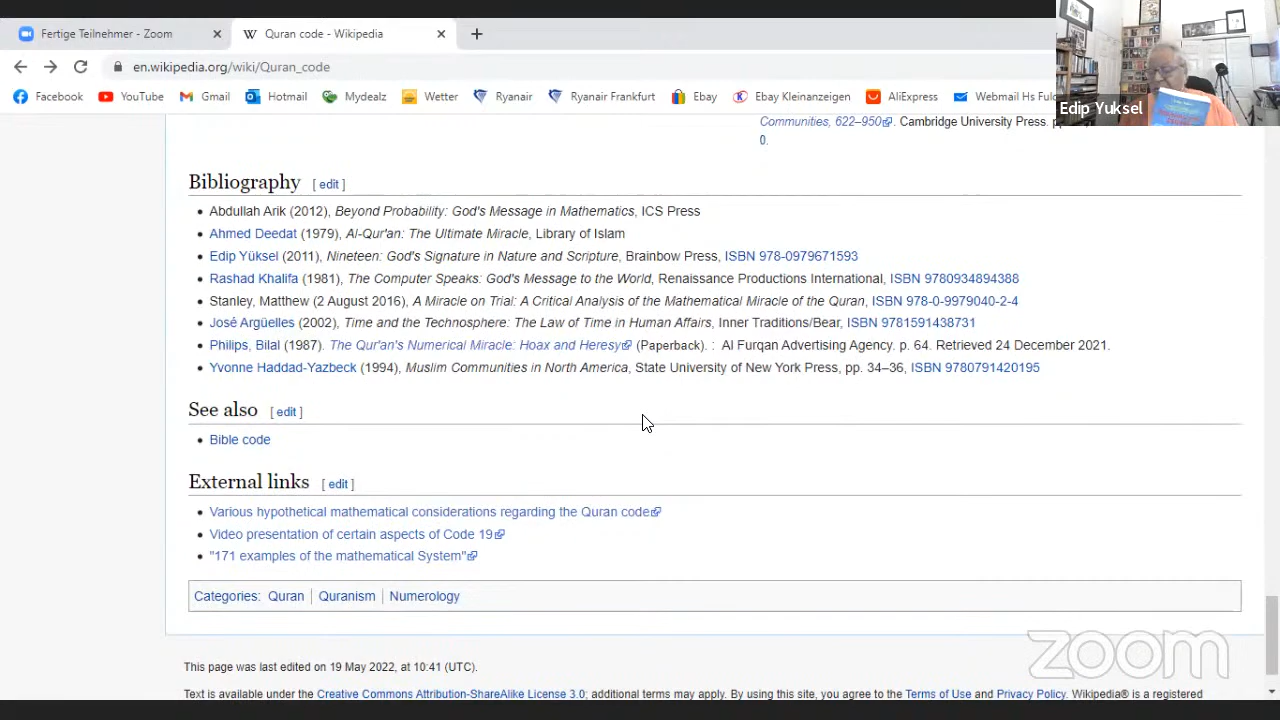 Fertige Teilnehmer - Zoom
Quran code - Wikipedia
en.wikipedia.org/wiki/Quran_code
Facebook YouTube Gmail Hotmail Mydealz Wetter Ryanair Ryanair Frankfurt Ebay Ebay Kleinanzeigen AliExpress Webmail Hs
Edip Yuksel
Communities, 622–950. Cambridge University Press.
0.
Bibliography [ edit ]
• Abdullah Arik (2012), Beyond Probability: God's Message in Mathematics, ICS Press
• Ahmed Deedat (1979), Al-Qur'an: The Ultimate Miracle, Library of Islam
• Edip Yüksel (2011), Nineteen: God's Signature in Nature and Scripture, Brainbow Press, ISBN 978-0979671593
• Rashad Khalifa (1981), The Computer Speaks: God's Message to the World, Renaissance Productions International, ISBN 9780934894388
• Stanley, Matthew (2 August 2016), A Miracle on Trial: A Critical Analysis of the Mathematical Miracle of the Quran, ISBN 978-0-9979040-2-4
• José Argüelles (2002), Time and the Technosphere: The Law of Time in Human Affairs, Inner Traditions/Bear, ISBN 9781591438731
• Philips, Bilal (1987). The Qur'an's Numerical Miracle: Hoax and Heresy (Paperback). : Al Furqan Advertising Agency. p. 64. Retrieved 24 December 2021.
• Yvonne Haddad-Yazbeck (1994), Muslim Communities in North America, State University of New York Press, pp. 34–36, ISBN 9780791420195
See also [ edit ]
• Bible code
External links [ edit ]
• Various hypothetical mathematical considerations regarding the Quran code
• Video presentation of certain aspects of Code 19
• "171 examples of the mathematical System"
Categories: Quran | Quranism | Numerology
zoom
This page was last edited on 19 May 2022, at 10:41 (UTC).
Text is available under the Creative Commons Attribution-ShareAlike License 3.0; additional terms may apply. By using this site, you agree to the Terms of Use and Privacy Policy. Wikipedia® is a registered